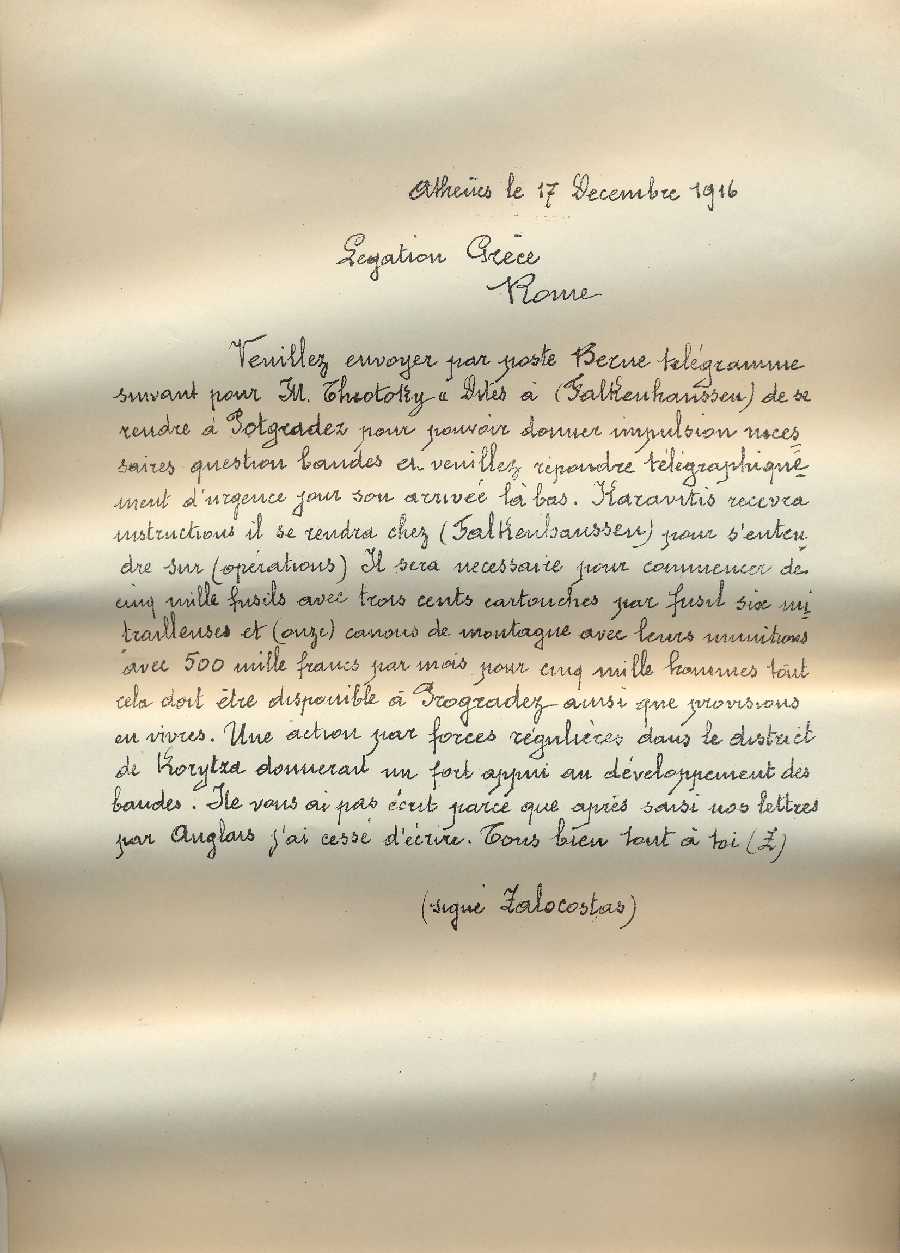 Athènes le 17 Decembre 1916
Legation Grèce
Rome
Veuillez envoyer par poste Berne télégramme
suivant pour M. Theotoky « Dites à (Falkenhaussen) de se
rendre à Potgradez pour pouvoir donner impulsion neces
saires question bandes et veuillez répondre télégraphique
ment d'urgence jour son arrivée là bas. Karavitis recevra
instructions il se rendra chez (Falkenhaussen) pour s'enten
dre sur (opérations) Il sera necessaire pour commencer de
cinq mille fusils avec trois cents cartouches par fusil six mi
trailleuses et (onze) canons de montagne avec leurs munitions
avec 500 mille francs par mois pour cinq mille hommes tout
cela doit être disponible à Progradez ainsi que provisions
en vivres. Une action par forces régulières dans le district
de Korytza donnerait un fort appui au développement des
bandes. Ne vous ai pas écrit parce que après saisi nos lettres
par Anglais j'ai cessé d'écrire. Tous bien tout à toi (Z)
(signé Zalocostas)